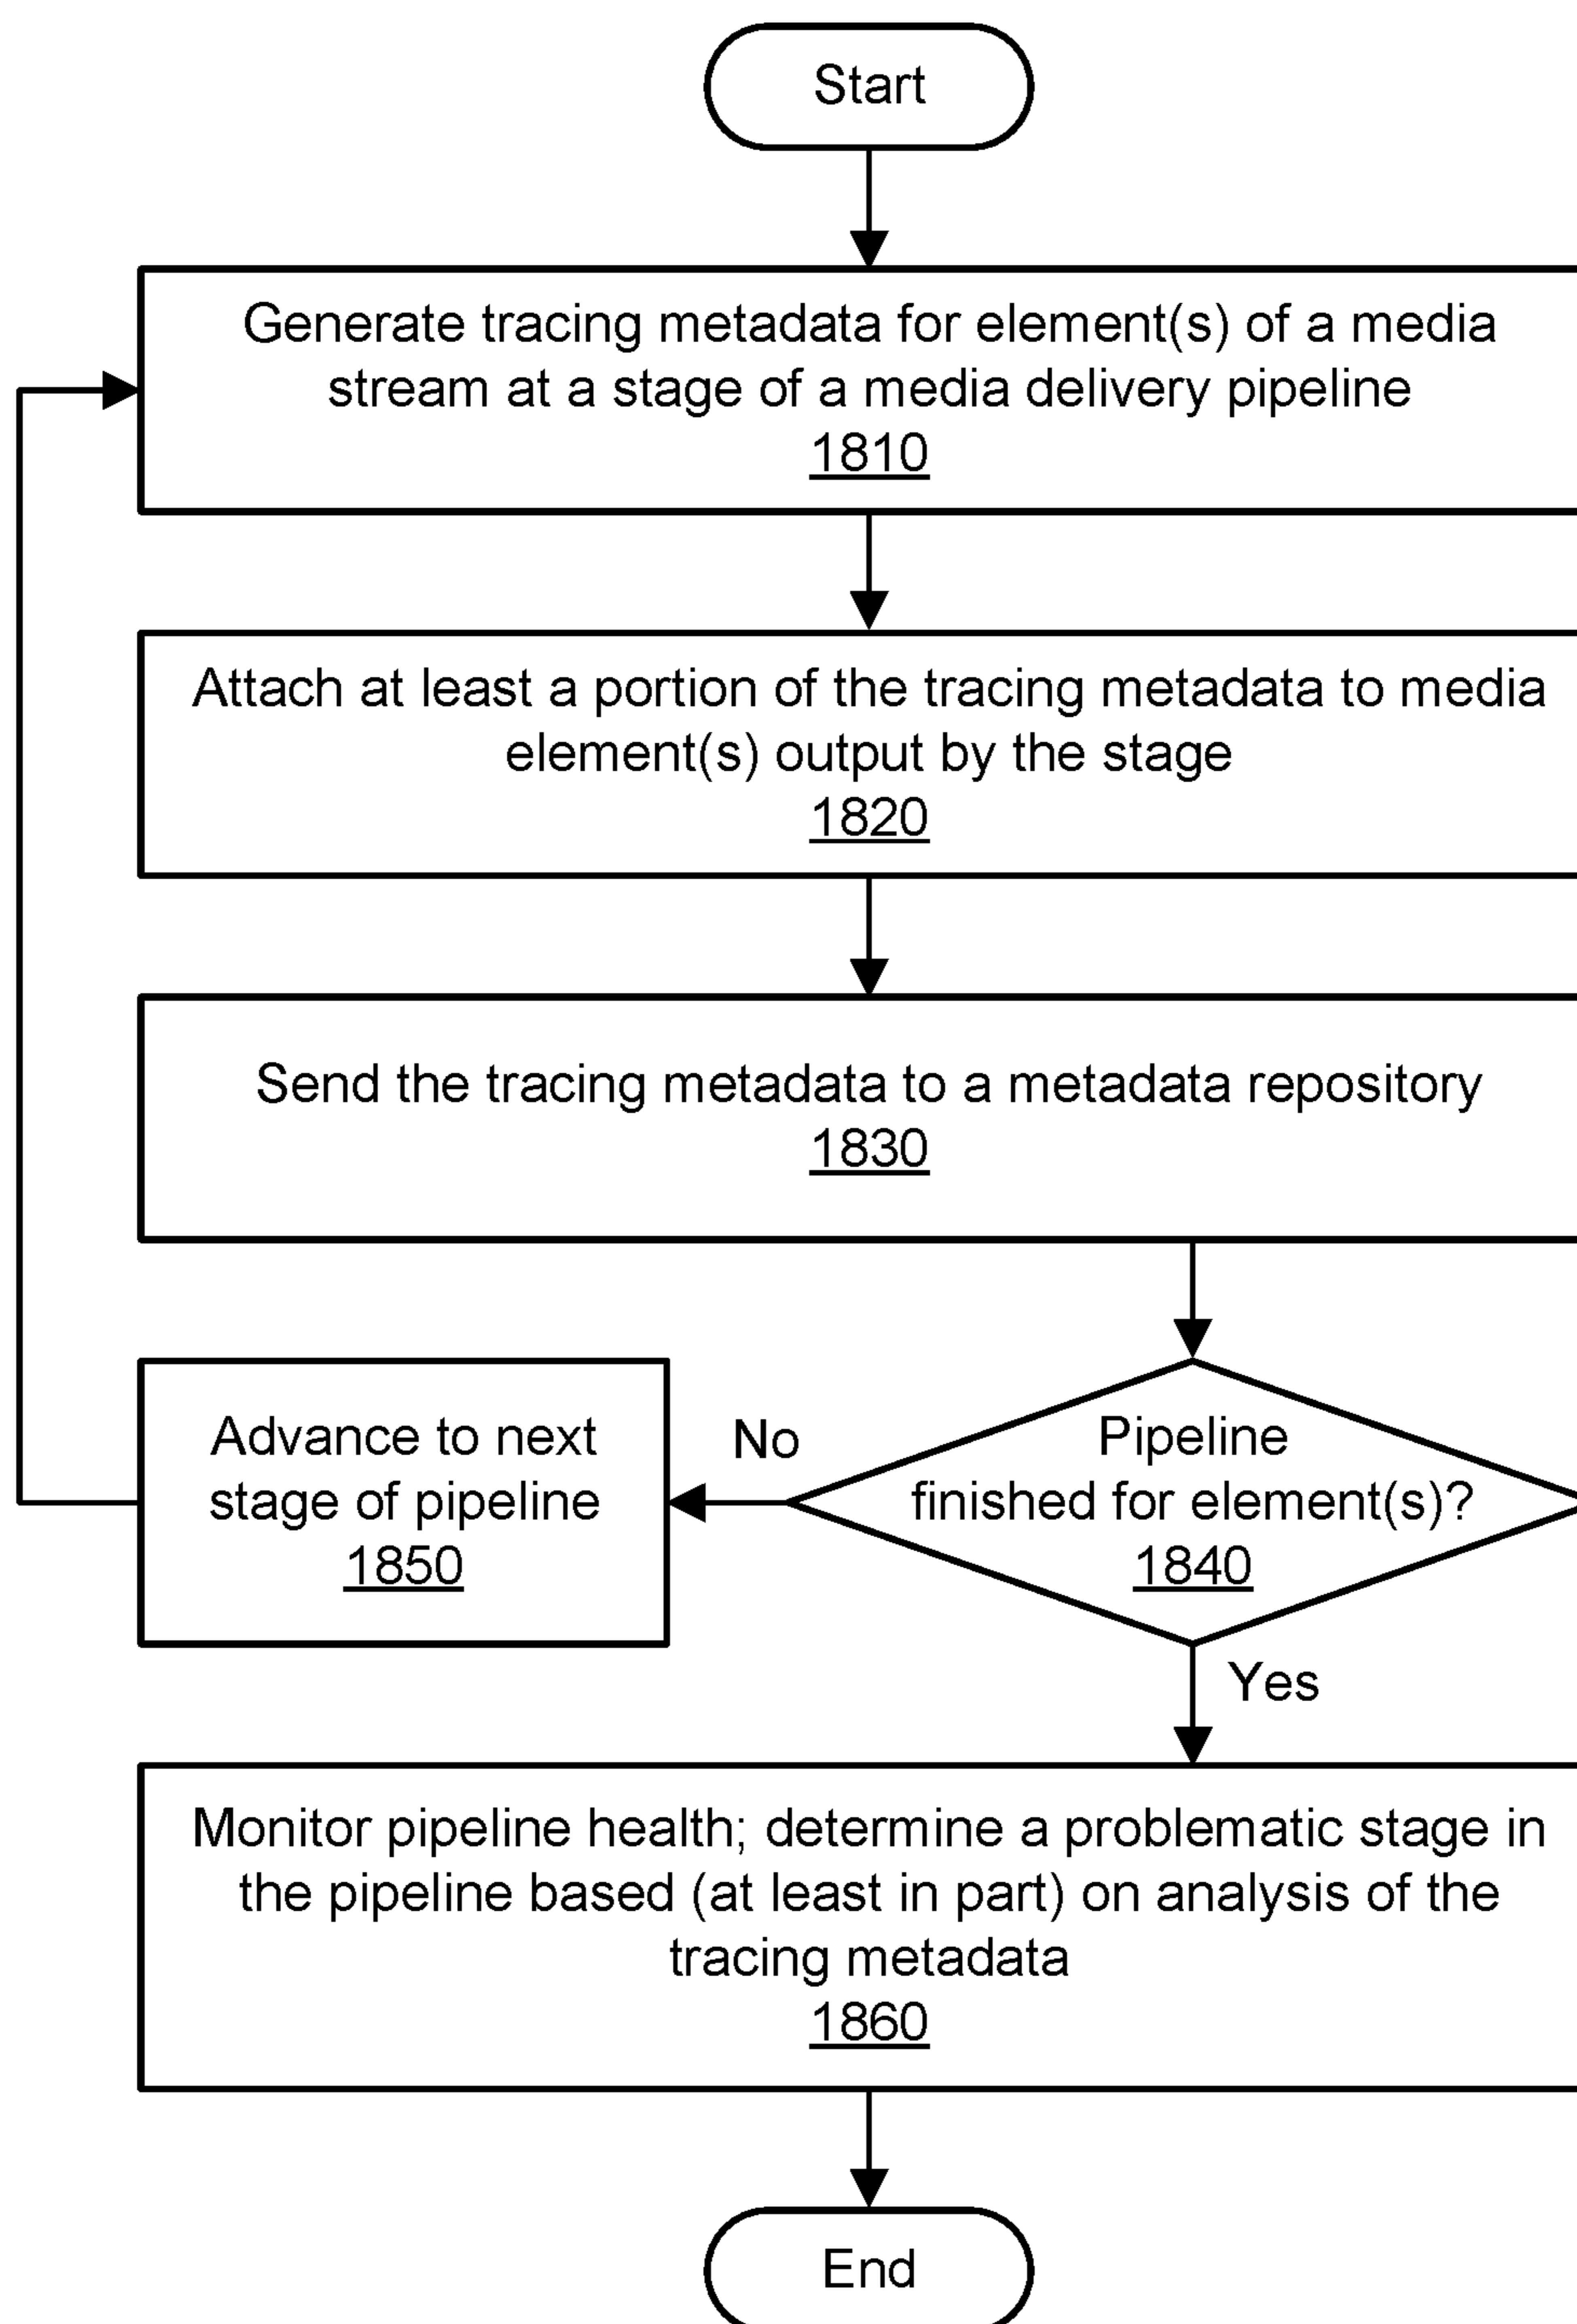 Start
Generate tracing metadata for element(s) of a media
stream at a stage of a media delivery pipeline
1810
Attach at least a portion of the tracing metadata to media
element(s) output by the stage
1820
Send the tracing metadata to a metadata repository
1830
Advance to next
stage of pipeline
1850
No
Pipeline
finished for element(s)?
1840
Yes
Monitor pipeline health; determine a problematic stage in
the pipeline based (at least in part) on analysis of the
tracing metadata
1860
End